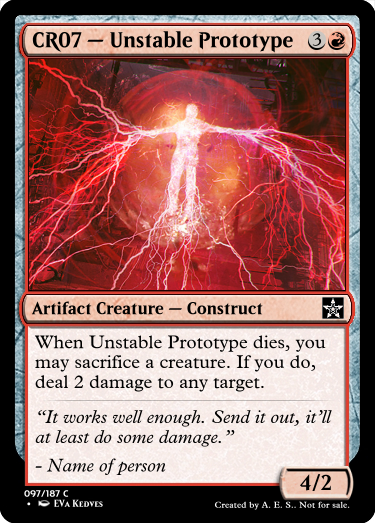 CR07 — Unstable Prototype 3
Artifact Creature — Construct
When Unstable Prototype dies, you
may sacrifice a creature. If you do,
deal 2 damage to any target.
“It works well enough. Send it out, it’ll
at least do some damage.”
- Name of person
4/2
097/187 C
• EVA KEDVES
Created by A. E. S.. Not for sale.